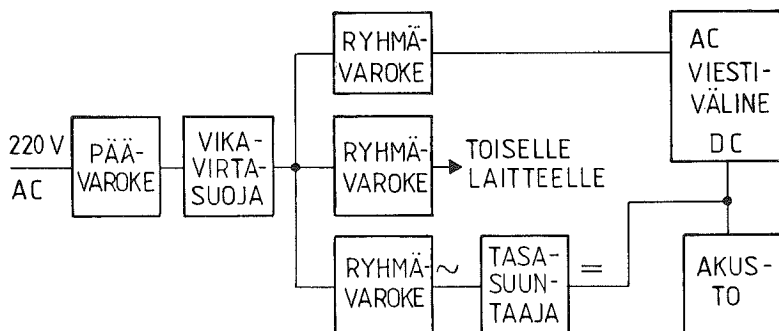 220 V
AC
PÄÄ-
VAROKE
VIKA-
VIRTA-
SUOJA
RYHMÄ-
VAROKE
AC
VIESTI-
VÄLINE
DC
RYHMÄ-
VAROKE
TOISELLE
LAITTEELLE
RYHMÄ-
VAROKE
~
TASA-
SUUN-
TAAJA
=
AKUS-
TO